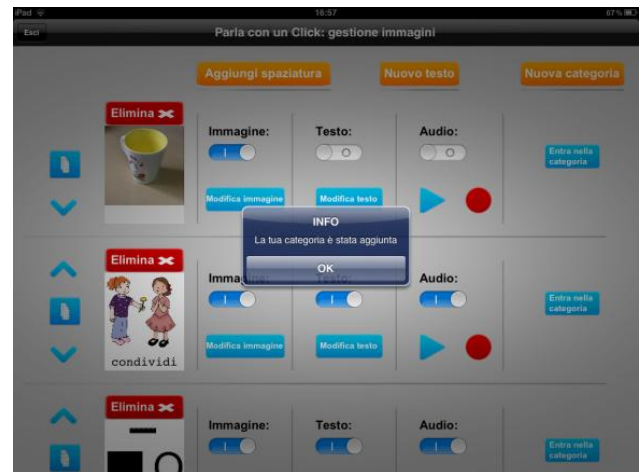 iPad 16:57 67%
Esci Parla con un Click: gestione immagini
Aggiungi spaziatura Nuovo testo Nuova categoria
Elimina
Immagine: Testo: Audio:
Entra nella
categoria
Modifica immagine Modifica testo
INFO
La tua categoria è stata aggiunta
OK
Elimina
Immagine: Testo: Audio:
Entra nella
categoria
Modifica immagine Modifica testo
condividi
Elimina
Immagine: Testo: Audio:
Entra nella
categoria